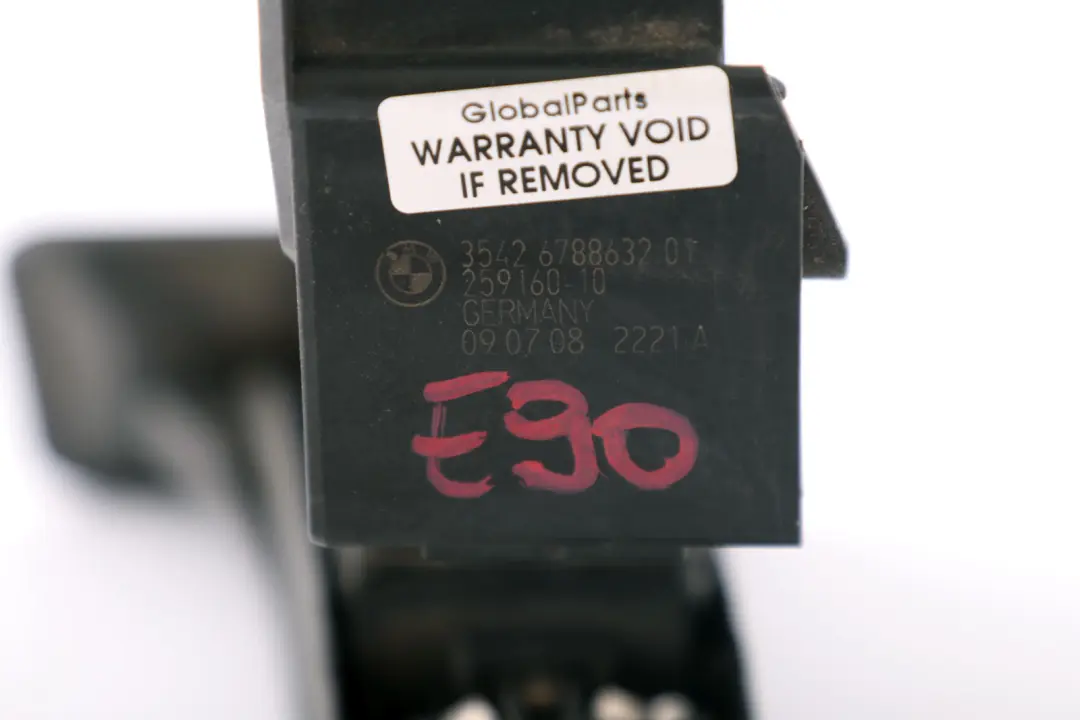 GlobalParts
WARRANTY VOID
IF REMOVED
3542 6788632 01
259160-10
GERMANY
09 07 08 2221 A
E90